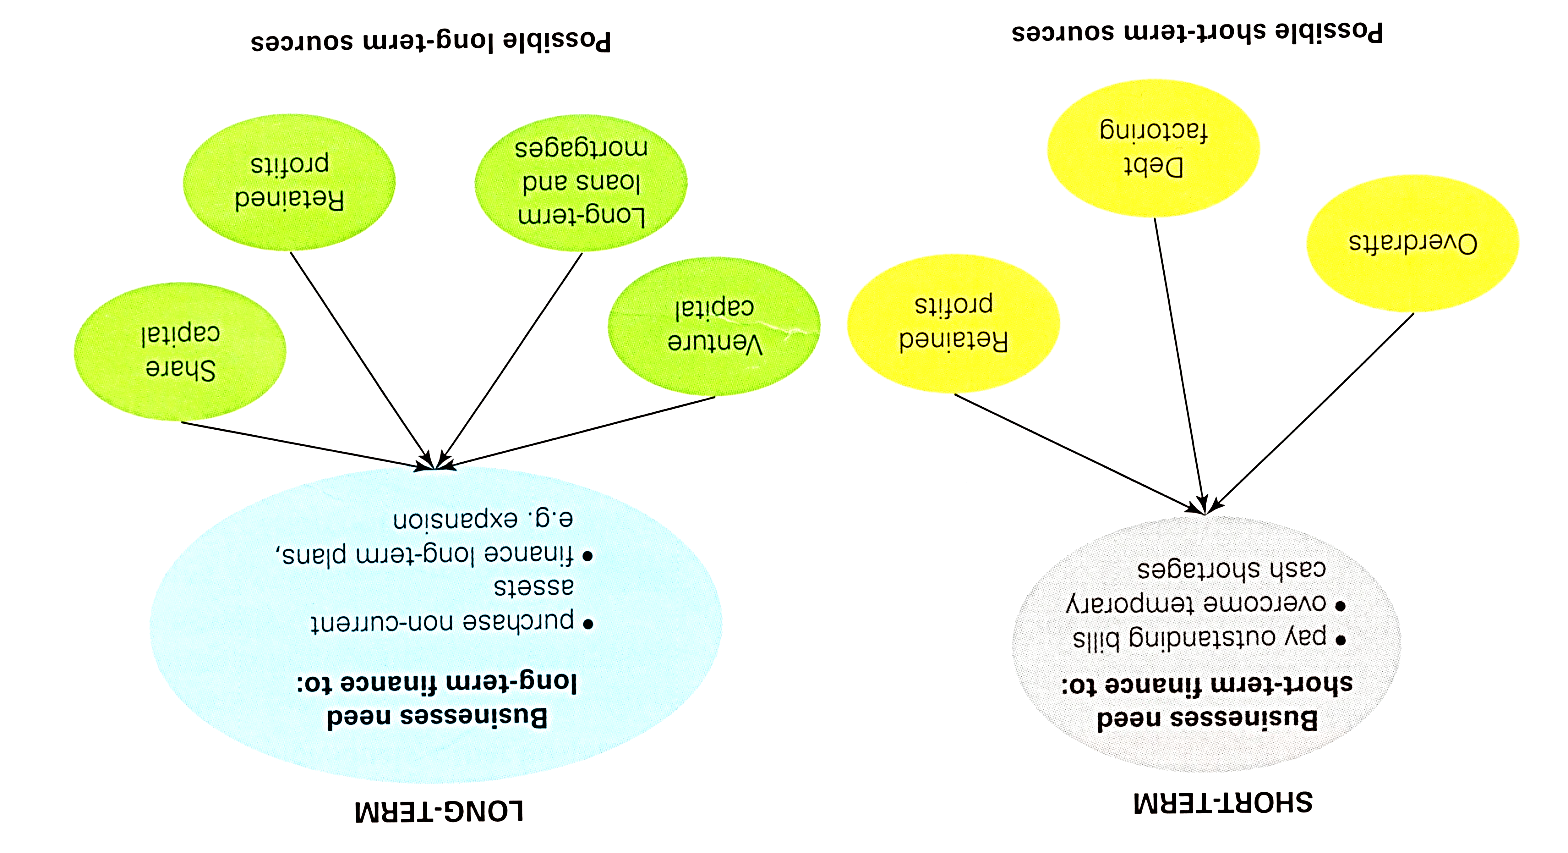 SHORT-TERM
Businesses need
short-term finance to:
• pay outstanding bills
• overcome temporary
cash shortages
Overdrafts
Debt
factoring
Retained
profits
Possible short-term sources
LONG-TERM
Businesses need
long-term finance to:
• purchase non-current
assets
• finance long-term plans,
e.g. expansion
Venture
capital
Long-term
loans and
mortgages
Retained
profits
Share
capital
Possible long-term sources